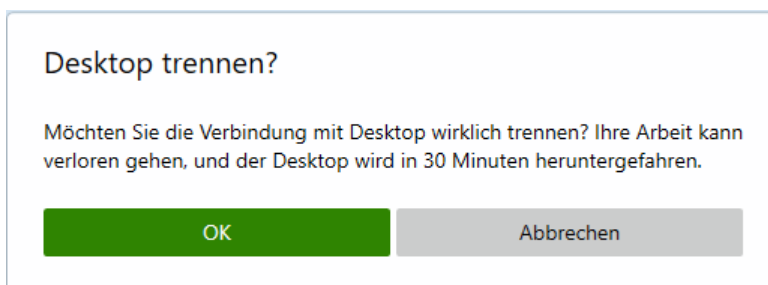 Desktop trennen?
Möchten Sie die Verbindung mit Desktop wirklich trennen? Ihre Arbeit kann
verloren gehen, und der Desktop wird in 30 Minuten heruntergefahren.
OK
Abbrechen